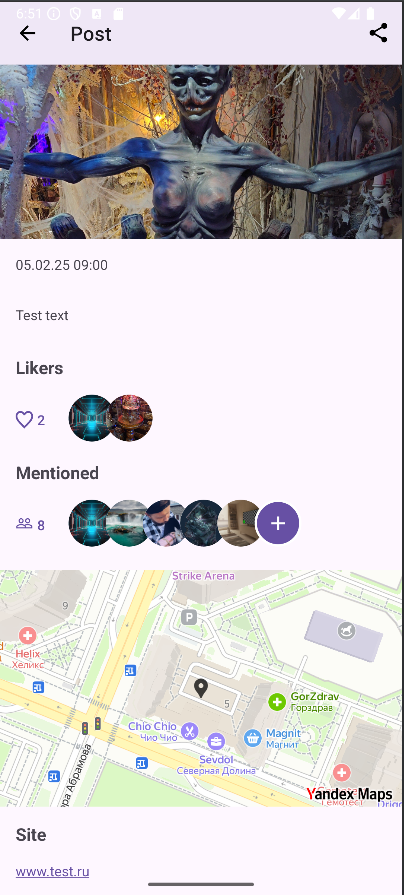 6:51
Post
05.02.25 09:00
Test text
Likers
2
Mentioned
8
Strike Arena
9
P
Helix
Хеликс
5
GorZdrav
Горздрав
Chio Chio
Чио Чио
Magnit
Магнит
Sevdol
Северная Долина
ра Абрамова
Гемотест
Yandex Maps
Site
www.test.ru